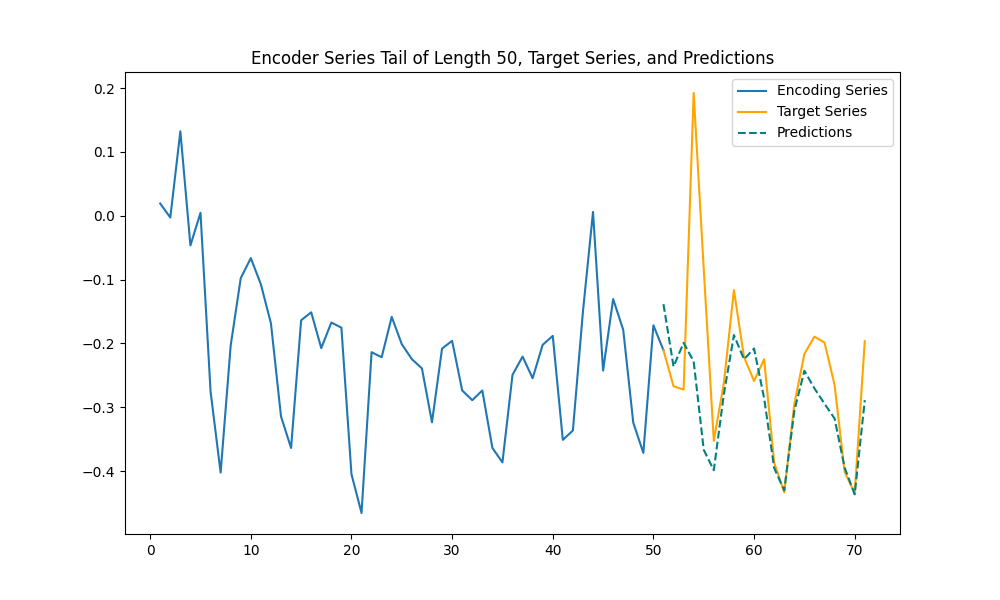 Encoder Series Tail of Length 50, Target Series, and Predictions
Encoding Series
Target Series
Predictions
0.2
0.1
0.0
−0.1
−0.2
−0.3
−0.4
0 10 20 30 40 50 60 70